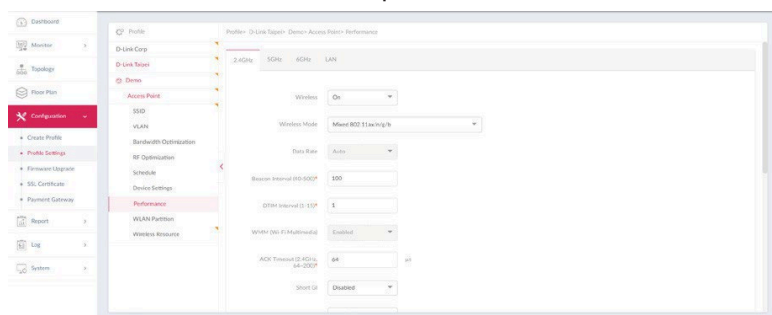 Dashboard
Monitor
Topology
Floor Plan
Configuration
Create Profile
Profile Settings
Firmware Upgrade
SSL Certificate
Payment Gateway
Report
Log
System
Profile
D-Link Corp
D-Link Taipei
Demo
Access Point
SSID
VLAN
Bandwidth Optimization
RF Optimization
Schedule
Device Settings
Performance
WLAN Partition
Wireless Resource
Profile> D-Link Taipei> Demo> Access Point> Performance
2.4GHz 5GHz 6GHz LAN
Wireless On
Wireless Mode Mixed 802.11ax/n/g/b
Data Rate Auto
Beacon Interval (40-500)* 100
DTIM Interval (1-15)* 1
WMM (Wi-Fi Multimedia) Enabled
ACK Timeout (2.4GHz, 64 μs
64~200)*
Short GI Disabled